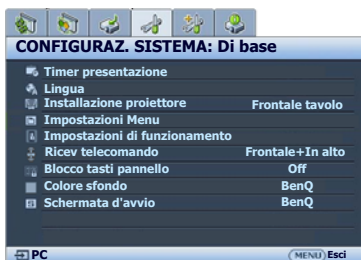 CONFIGURAZ. SISTEMA: Di base
Timer presentazione
Lingua
Installazione proiettore Frontale tavolo
Impostazioni Menu
Impostazioni di funzionamento
Ricev telecomando Frontale+In alto
Blocco tasti pannello Off
Colore sfondo BenQ
Schermata d'avvio BenQ
PC MENU Esci